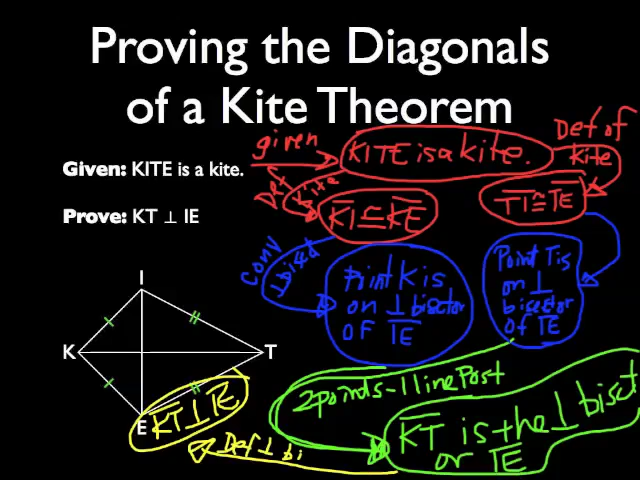 Proving the Diagonals
of a Kite Theorem
Given: KITE is a kite.
Prove: KT ⊥ IE
given
KITE is a kite.
Def of
kite
Def
kite
KI ≅ KE
TI ≅ TE
conv
⊥ bisect
Point K is
on ⊥ bisector
OF IE
Point T is
on ⊥
bisector
of IE
I
K
T
E
KT ⊥ IE
2 points - 1 line Post
KT is the ⊥ bisect
or IE
Def ⊥ bi